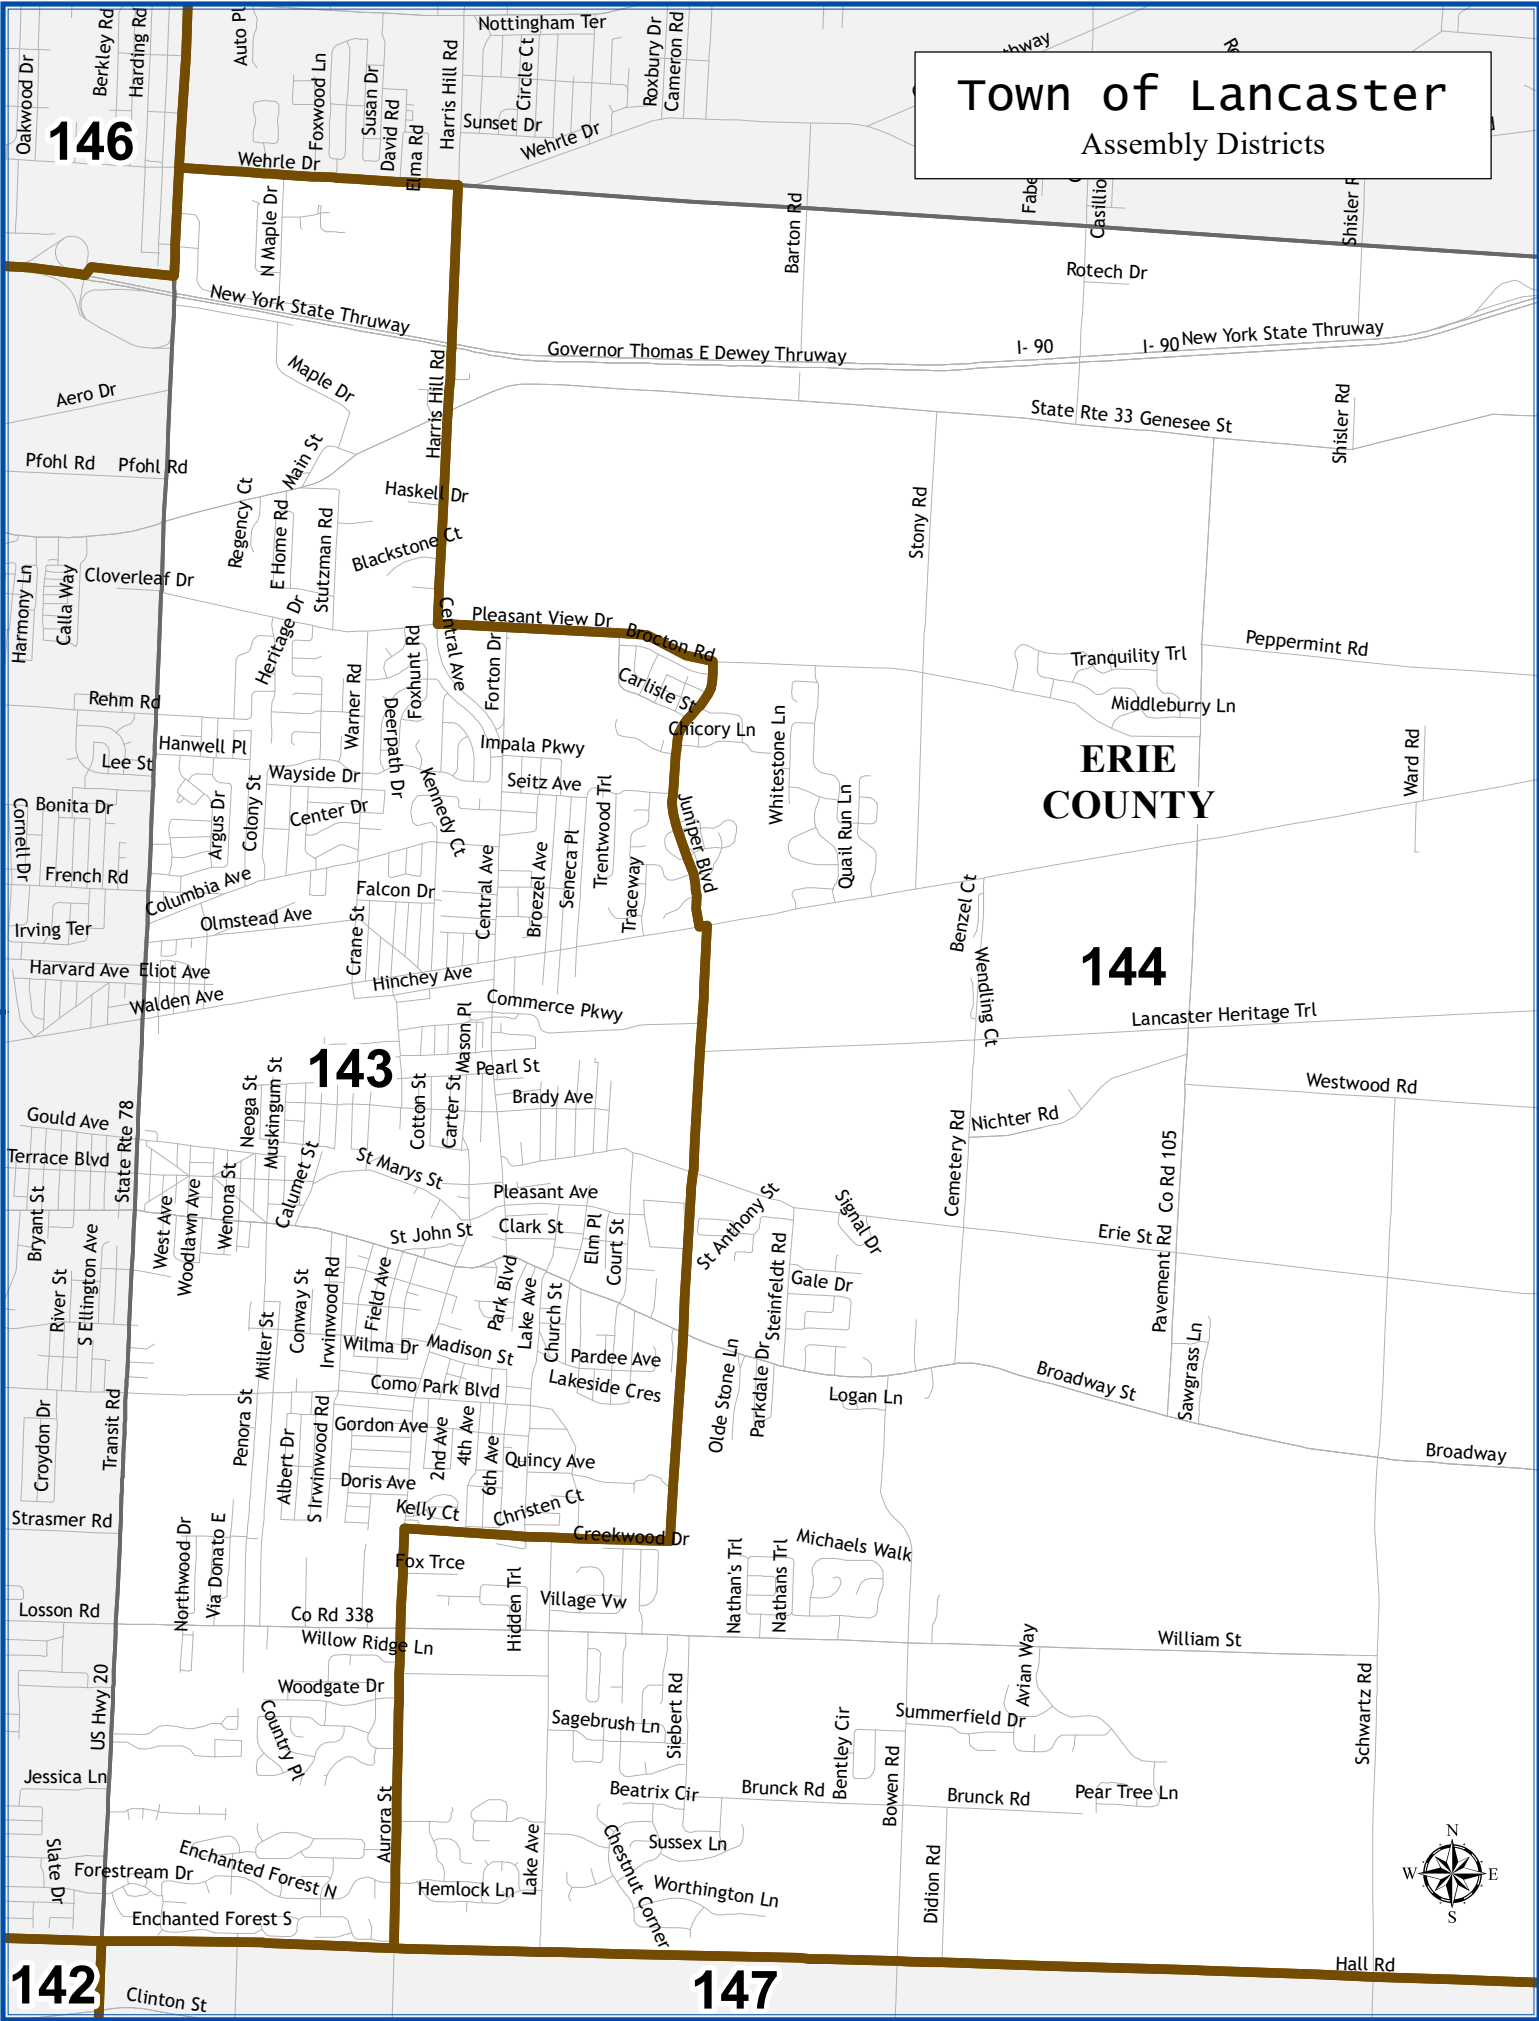 Town of Lancaster
Assembly Districts
Oakwood Dr
Berkley Rd
Harding Rd
Auto Pl
Foxwood Ln
Susan Dr
David Rd
Elma Rd
Harris Hill Rd
Nottingham Ter
Circle Ct
Sunset Dr
Roxbury Dr
Cameron Rd
Wehrle Dr
Wehrle Dr
146
N Maple Dr
Barton Rd
Casillio
Shisler R
Rotech Dr
New York State Thruway
Governor Thomas E Dewey Thruway
I- 90
I- 90
New York State Thruway
Maple Dr
Harris Hill Rd
Aero Dr
State Rte 33 Genesee St
Shisler Rd
Pfohl Rd
Pfohl Rd
Main St
Haskell Dr
Regency Ct
E Home Rd
Stutzman Rd
Blackstone Ct
Stony Rd
Harmony Ln
Calla Way
Cloverleaf Dr
Heritage Dr
Central Ave
Pleasant View Dr
Brocton Rd
Foxhunt Rd
Forton Dr
Carlisle St
Tranquility Trl
Peppermint Rd
Middleburry Ln
Rehm Rd
Warner Rd
Deerpath Dr
Chicory Ln
Whitestone Ln
Hanwell Pl
Impala Pkwy
Lee St
Wayside Dr
Seitz Ave
ERIE
COUNTY
Ward Rd
Bonita Dr
Cornell Dr
Argus Dr
Colony St
Center Dr
Kennedy Ct
Trentwood Trl
Juniper Blvd
Quail Run Ln
French Rd
Columbia Ave
Falcon Dr
Central Ave
Broezel Ave
Seneca Pl
Traceway
Olmstead Ave
Irving Ter
Crane St
Benzel Ct
Wendling Ct
144
Harvard Ave
Eliot Ave
Hinchey Ave
Walden Ave
Commerce Pkwy
Lancaster Heritage Trl
143
Mason Pl
Pearl St
Neoga St
Muskingum St
Cotton St
Carter St
Brady Ave
Westwood Rd
Gould Ave
State Rte 78
Nichter Rd
Cemetery Rd
Co Rd 105
Terrace Blvd
Calumet St
St Marys St
Pleasant Ave
Bryant St
West Ave
Woodlawn Ave
Wenona St
St John St
Clark St
Elm Pl
Court St
St Anthony St
Signal Dr
Erie St
Pavement Rd
S Ellington Ave
River St
Conway St
Irwinwood Rd
Field Ave
Park Blvd
Lake Ave
Church St
Steinfeldt Rd
Gale Dr
Miller St
Wilma Dr
Madison St
Pardee Ave
Olde Stone Ln
Parkdale Dr
Sawgrass Ln
Como Park Blvd
Lakeside Cres
Logan Ln
Broadway St
Croydon Dr
Transit Rd
Penora St
Albert Dr
S Irwinwood Rd
Gordon Ave
2nd Ave
4th Ave
6th Ave
Quincy Ave
Broadway
Doris Ave
Kelly Ct
Christen Ct
Strasmer Rd
Creekwood Dr
Northwood Dr
Via Donato E
Fox Trce
Nathan's Trl
Nathans Trl
Michaels Walk
Hidden Trl
Village Vw
Losson Rd
Co Rd 338
Willow Ridge Ln
William St
US Hwy 20
Woodgate Dr
Country Pl
Avian Way
Schwartz Rd
Sagebrush Ln
Siebert Rd
Summerfield Dr
Bentley Cir
Bowen Rd
Jessica Ln
Aurora St
Beatrix Cir
Brunck Rd
Brunck Rd
Pear Tree Ln
Slate Dr
Forestream Dr
Enchanted Forest N
Lake Ave
Chestnut Corner
Sussex Ln
Didion Rd
Hemlock Ln
Worthington Ln
Enchanted Forest S
N
W
E
S
Hall Rd
142
Clinton St
147